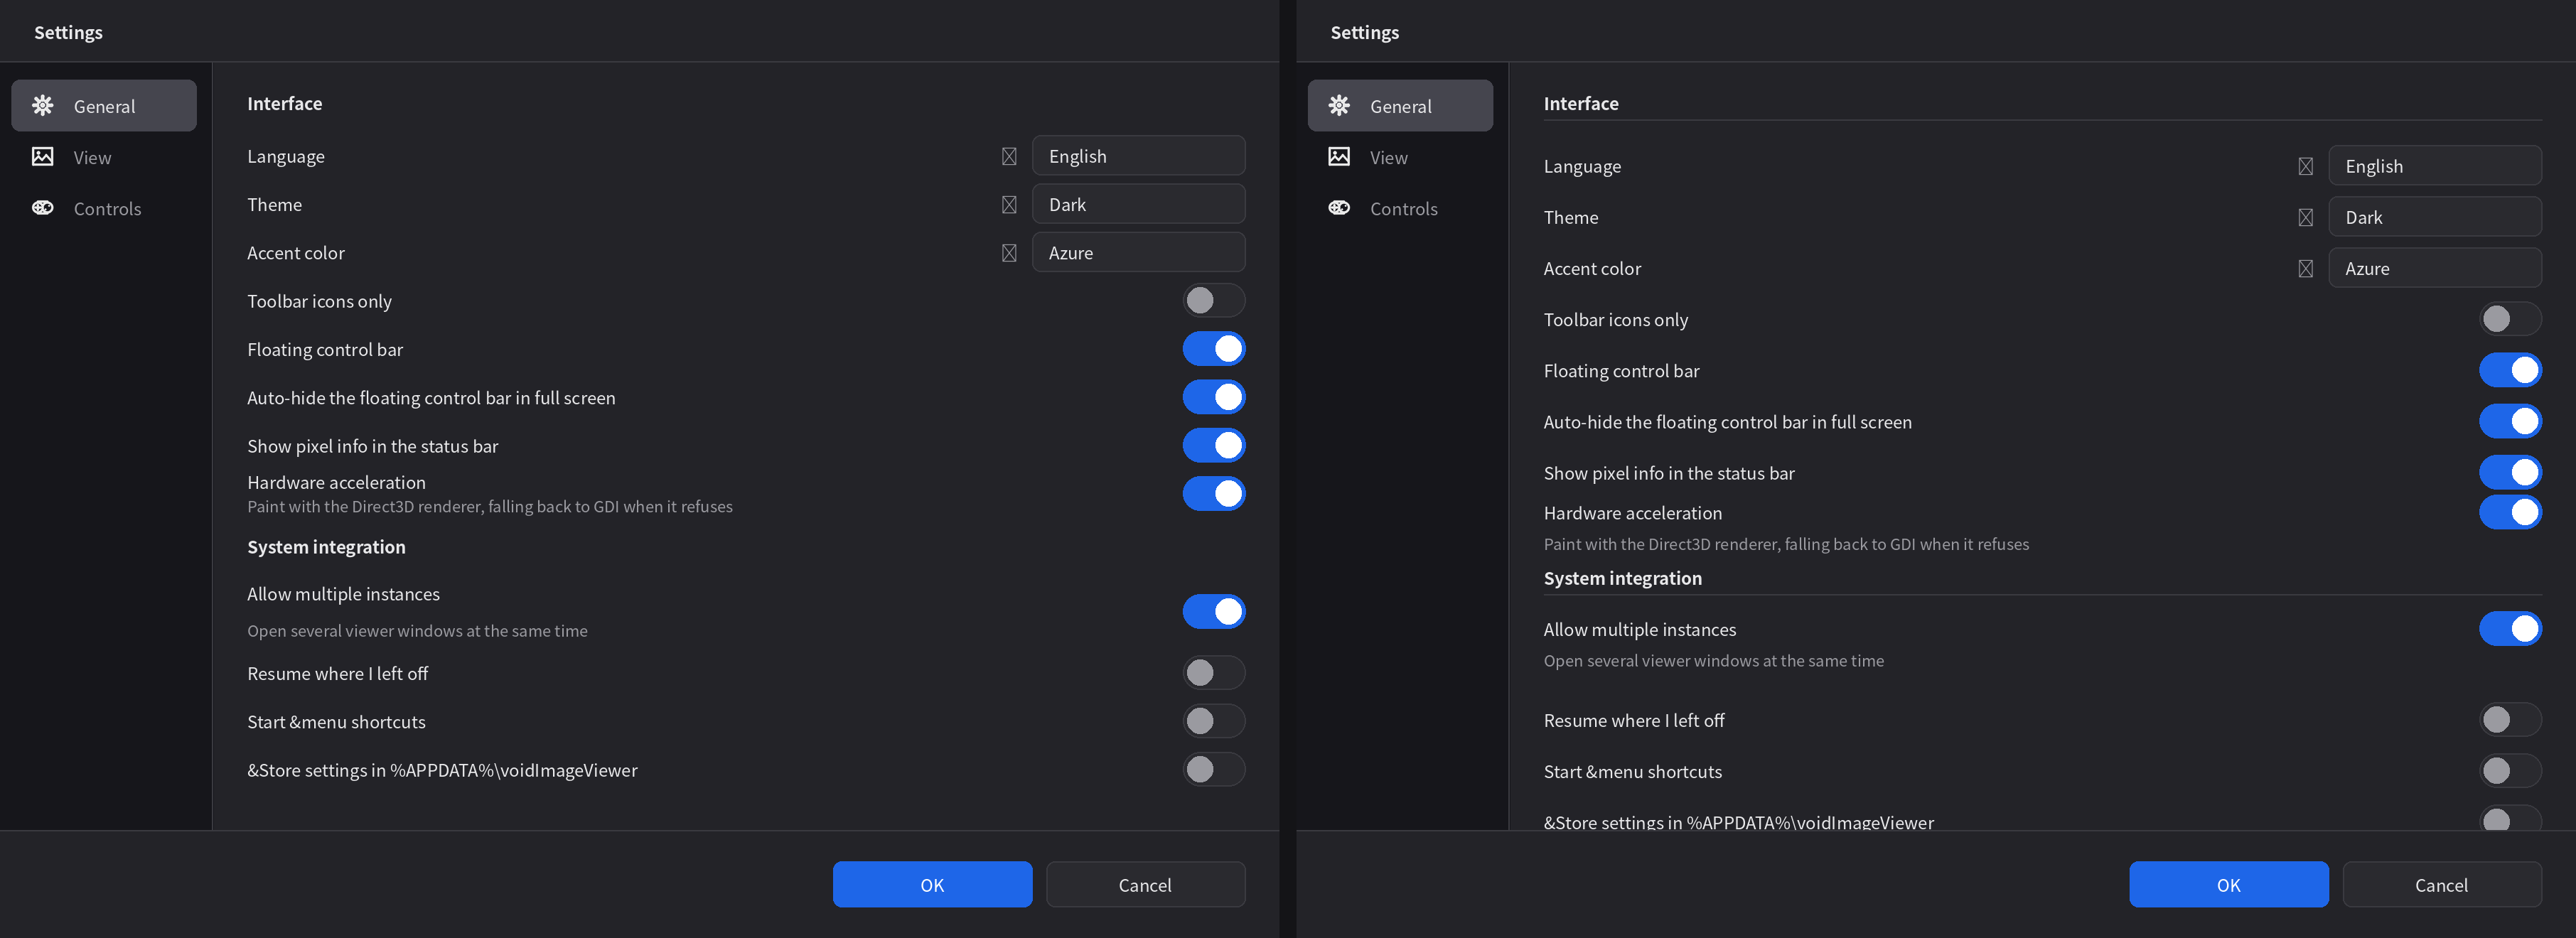 Settings
General
View
Controls
Interface
Language
English
Theme
Dark
Accent color
Azure
Toolbar icons only
Floating control bar
Auto-hide the floating control bar in full screen
Show pixel info in the status bar
Hardware acceleration
Paint with the Direct3D renderer, falling back to GDI when it refuses
System integration
Allow multiple instances
Open several viewer windows at the same time
Resume where I left off
Start &menu shortcuts
&Store settings in %APPDATA%\voidImageViewer
OK
Cancel
Settings
General
View
Controls
Interface
Language
English
Theme
Dark
Accent color
Azure
Toolbar icons only
Floating control bar
Auto-hide the floating control bar in full screen
Show pixel info in the status bar
Hardware acceleration
Paint with the Direct3D renderer, falling back to GDI when it refuses
System integration
Allow multiple instances
Open several viewer windows at the same time
Resume where I left off
Start &menu shortcuts
&Store settings in %APPDATA%\voidImageViewer
OK
Cancel